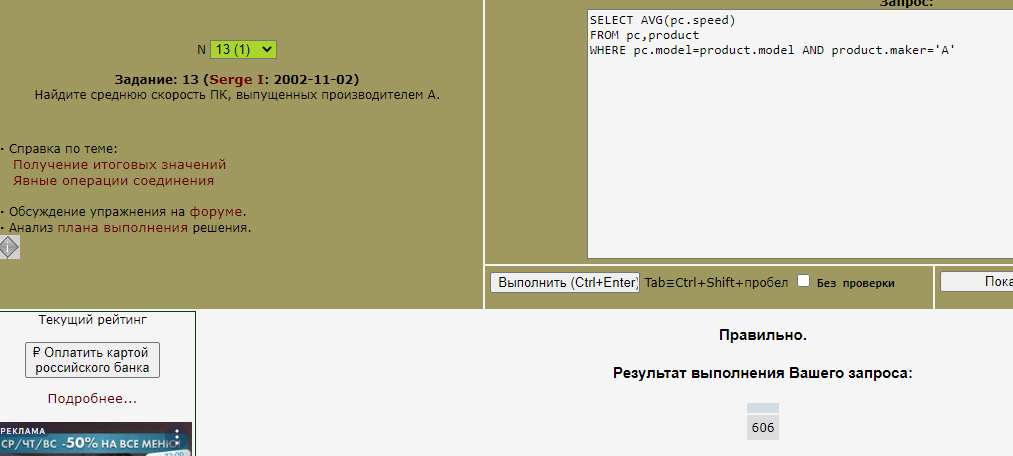 N 13 (1)
Задание: 13 (Serge I: 2002-11-02)
Найдите среднюю скорость ПК, выпущенных производителем A.
· Справка по теме:
Получение итоговых значений
Явные операции соединения
· Обсуждение упражнения на форуме.
· Анализ плана выполнения решения.
Запрос:
SELECT AVG(pc.speed)
FROM pc,product
WHERE pc.model=product.model AND product.maker='A'
Выполнить (Ctrl+Enter) Tab≡Ctrl+Shift+пробел Без проверки
Пока
Текущий рейтинг
₽ Оплатить картой
российского банка
Подробнее...
РЕКЛАМА
СР/ЧТ/ВС -50% НА ВСЕ МЕНЮ
Правильно.
Результат выполнения Вашего запроса:
606